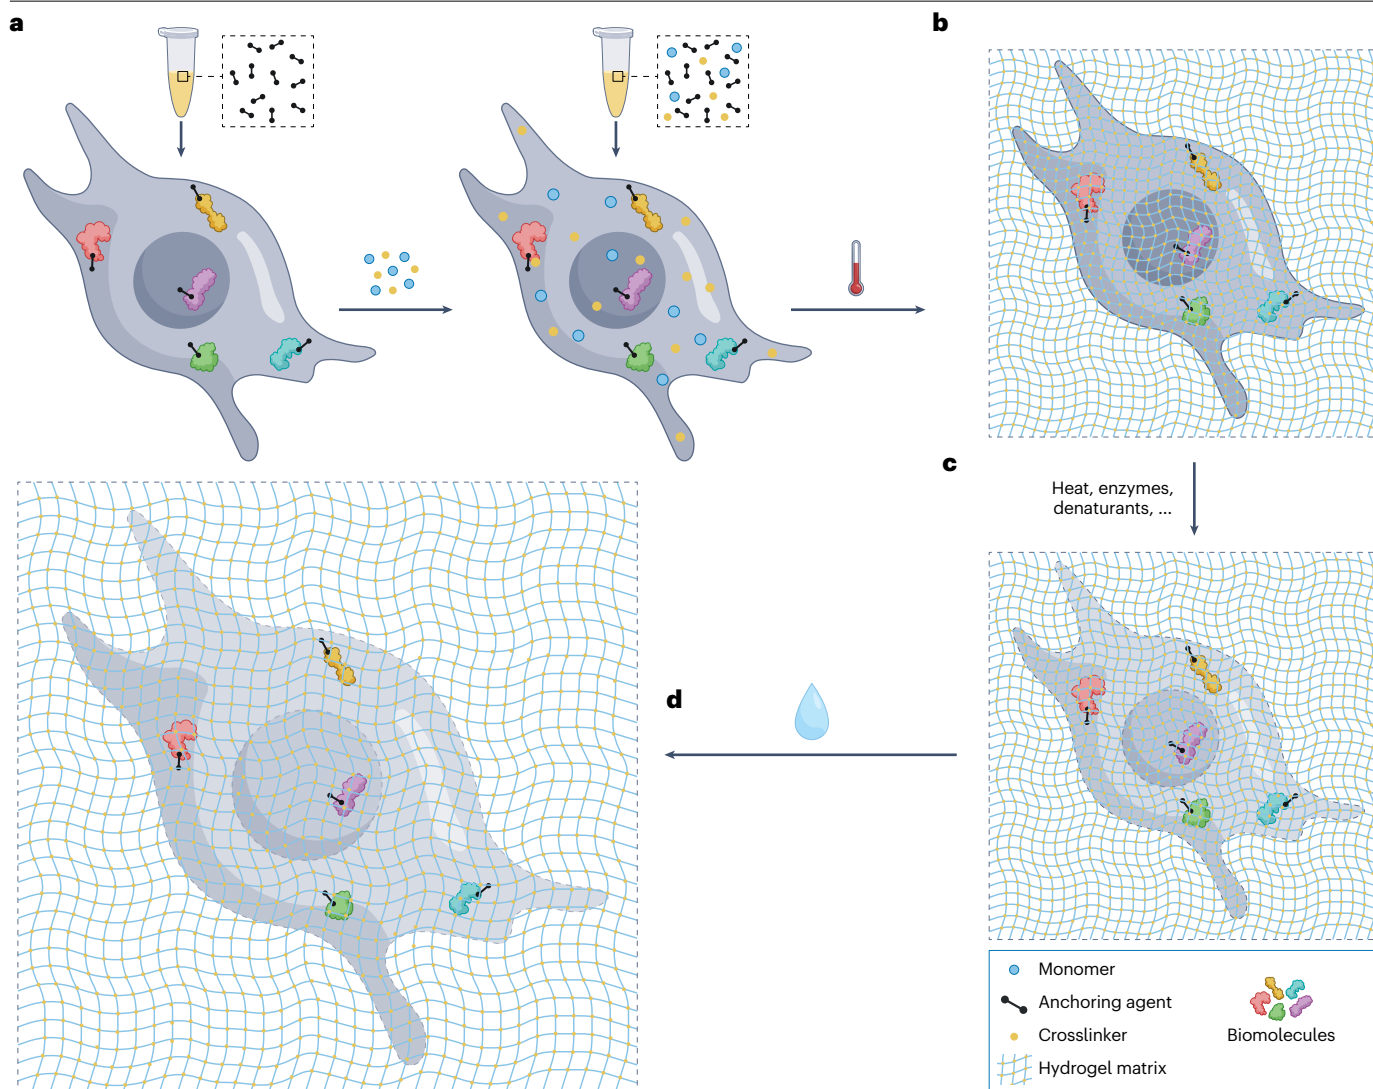 a
b
c
Heat, enzymes,
denaturants, ...
d
Monomer
Anchoring agent
Crosslinker
Hydrogel matrix
Biomolecules